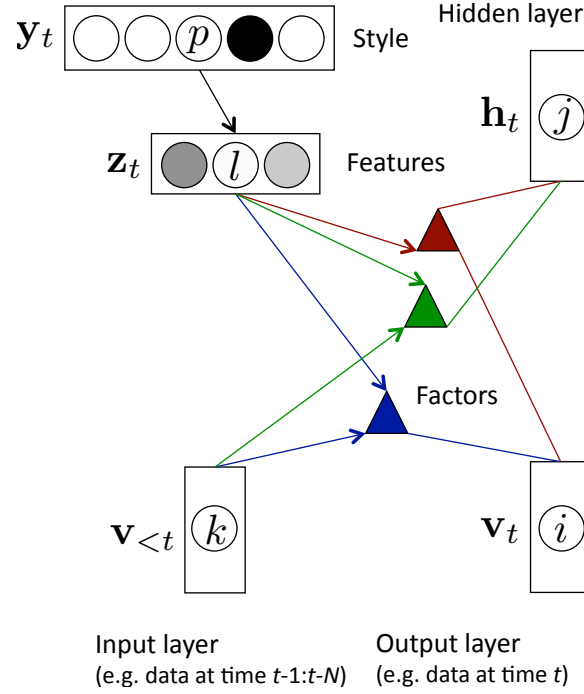 Hidden layer
y_t
p
Style
h_t
j
z_t
l
Features
Factors
v_{<t}
k
v_t
i
Input layer
(e.g. data at time t-1:t-N)
Output layer
(e.g. data at time t)